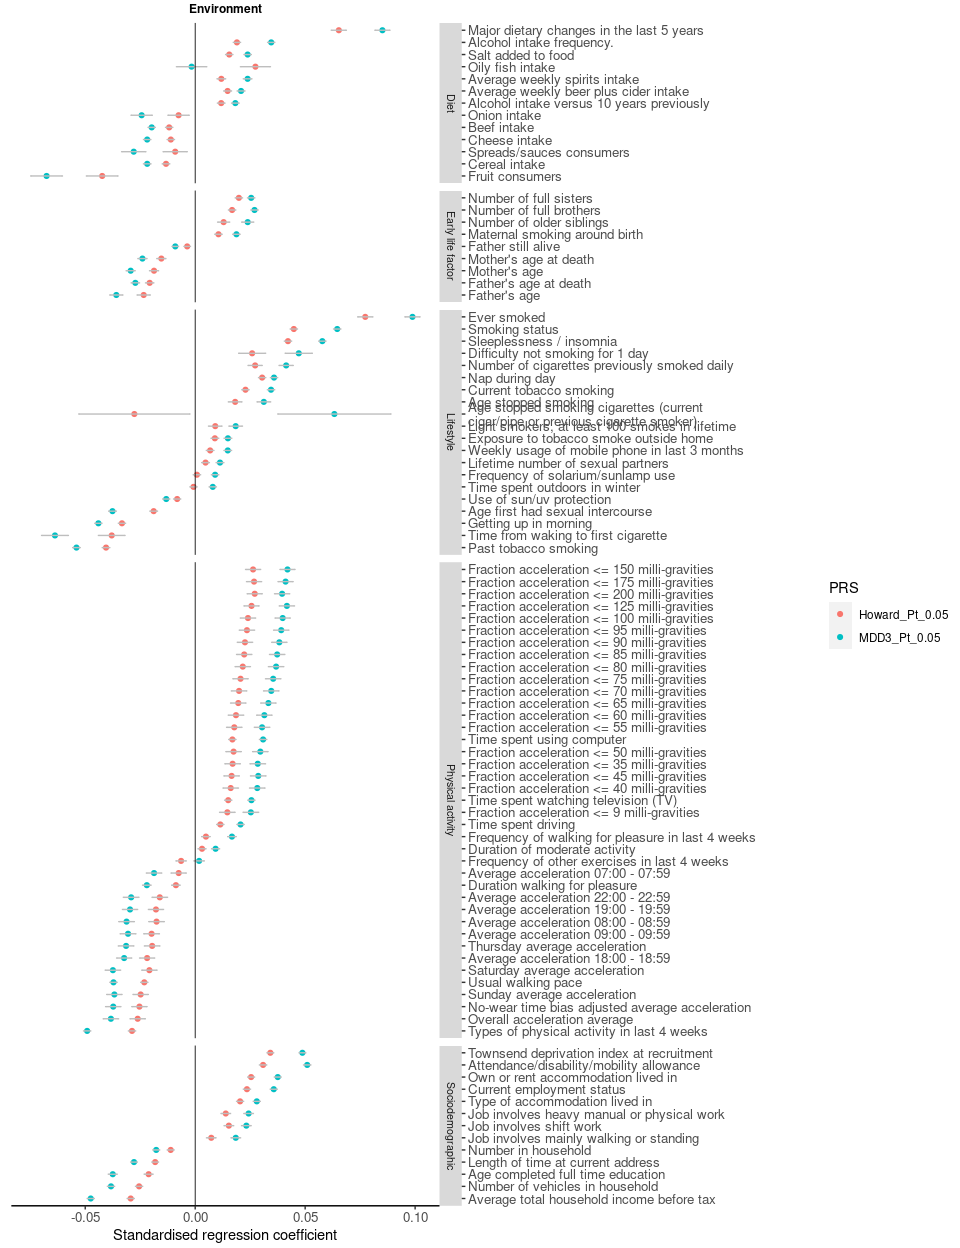 Environment
Diet
Major dietary changes in the last 5 years
Alcohol intake frequency.
Salt added to food
Oily fish intake
Average weekly spirits intake
Average weekly beer plus cider intake
Alcohol intake versus 10 years previously
Onion intake
Beef intake
Cheese intake
Spreads/sauces consumers
Cereal intake
Fruit consumers
Early life factor
Number of full sisters
Number of full brothers
Number of older siblings
Maternal smoking around birth
Father still alive
Mother's age at death
Mother's age
Father's age at death
Father's age
Lifestyle
Ever smoked
Smoking status
Sleeplessness / insomnia
Difficulty not smoking for 1 day
Number of cigarettes previously smoked daily
Nap during day
Current tobacco smoking
Age stopped smoking
Age stopped smoking cigarettes (current
cigar/pipe or previous cigarette smoker)
Light smokers, at least 100 smokes in lifetime
Exposure to tobacco smoke outside home
Weekly usage of mobile phone in last 3 months
Lifetime number of sexual partners
Frequency of solarium/sunlamp use
Time spent outdoors in winter
Use of sun/uv protection
Age first had sexual intercourse
Getting up in morning
Time from waking to first cigarette
Past tobacco smoking
Physical activity
Fraction acceleration <= 150 milli-gravities
Fraction acceleration <= 175 milli-gravities
Fraction acceleration <= 200 milli-gravities
Fraction acceleration <= 125 milli-gravities
Fraction acceleration <= 100 milli-gravities
Fraction acceleration <= 95 milli-gravities
Fraction acceleration <= 90 milli-gravities
Fraction acceleration <= 85 milli-gravities
Fraction acceleration <= 80 milli-gravities
Fraction acceleration <= 75 milli-gravities
Fraction acceleration <= 70 milli-gravities
Fraction acceleration <= 65 milli-gravities
Fraction acceleration <= 60 milli-gravities
Fraction acceleration <= 55 milli-gravities
Time spent using computer
Fraction acceleration <= 50 milli-gravities
Fraction acceleration <= 35 milli-gravities
Fraction acceleration <= 45 milli-gravities
Fraction acceleration <= 40 milli-gravities
Time spent watching television (TV)
Fraction acceleration <= 9 milli-gravities
Time spent driving
Frequency of walking for pleasure in last 4 weeks
Duration of moderate activity
Frequency of other exercises in last 4 weeks
Average acceleration 07:00 - 07:59
Duration walking for pleasure
Average acceleration 22:00 - 22:59
Average acceleration 19:00 - 19:59
Average acceleration 08:00 - 08:59
Average acceleration 09:00 - 09:59
Thursday average acceleration
Average acceleration 18:00 - 18:59
Saturday average acceleration
Usual walking pace
Sunday average acceleration
No-wear time bias adjusted average acceleration
Overall acceleration average
Types of physical activity in last 4 weeks
Sociodemographic
Townsend deprivation index at recruitment
Attendance/disability/mobility allowance
Own or rent accommodation lived in
Current employment status
Type of accommodation lived in
Job involves heavy manual or physical work
Job involves shift work
Job involves mainly walking or standing
Number in household
Length of time at current address
Age completed full time education
Number of vehicles in household
Average total household income before tax
-0.05
0.00
0.05
0.10
Standardised regression coefficient
PRS
Howard_Pt_0.05
MDD3_Pt_0.05